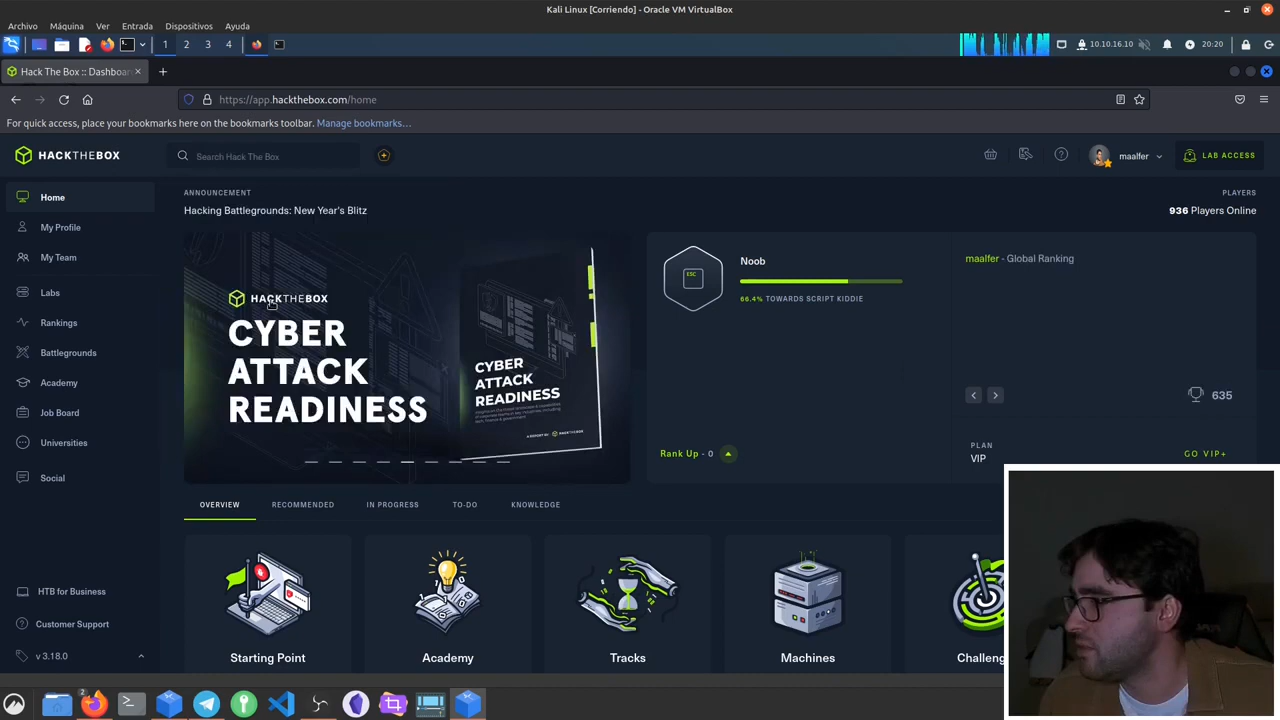 Kali Linux [Corriendo] - Oracle VM VirtualBox
Archivo Máquina Ver Entrada Dispositivos Ayuda
1 2 3 4 10.10.16.10 20:20
Hack The Box :: Dashboar
https://app.hackthebox.com/home
For quick access, place your bookmarks here on the bookmarks toolbar. Manage bookmarks...
HACKTHEBOX Search Hack The Box maalfer LAB ACCESS
Home
My Profile
My Team
Labs
Rankings
Battlegrounds
Academy
Job Board
Universities
Social
HTB for Business
Customer Support
v 3.18.0
ANNOUNCEMENT
Hacking Battlegrounds: New Year's Blitz
PLAYERS
936 Players Online
HACKTHEBOX
CYBER
ATTACK
READINESS
CYBER
ATTACK
READINESS
ESC
Noob
66.4% TOWARDS SCRIPT KIDDIE
Rank Up - 0
maalfer - Global Ranking
635
PLAN
VIP
GO VIP+
OVERVIEW RECOMMENDED IN PROGRESS TO-DO KNOWLEDGE
Starting Point Academy Tracks Machines Challeng
2